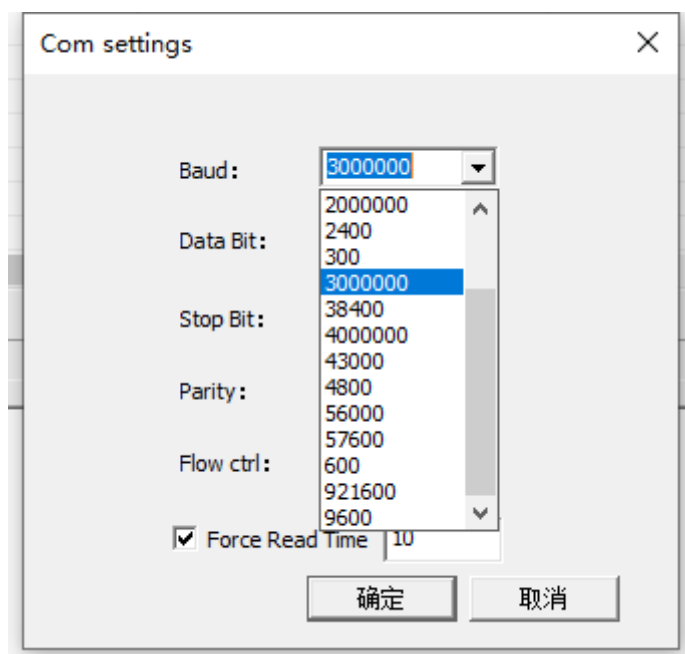 Com settings
Baud:
3000000
2000000
2400
300
3000000
38400
4000000
43000
4800
56000
57600
600
921600
9600
Data Bit:
Stop Bit:
Parity:
Flow ctrl:
Force Read Time 10
确定 取消